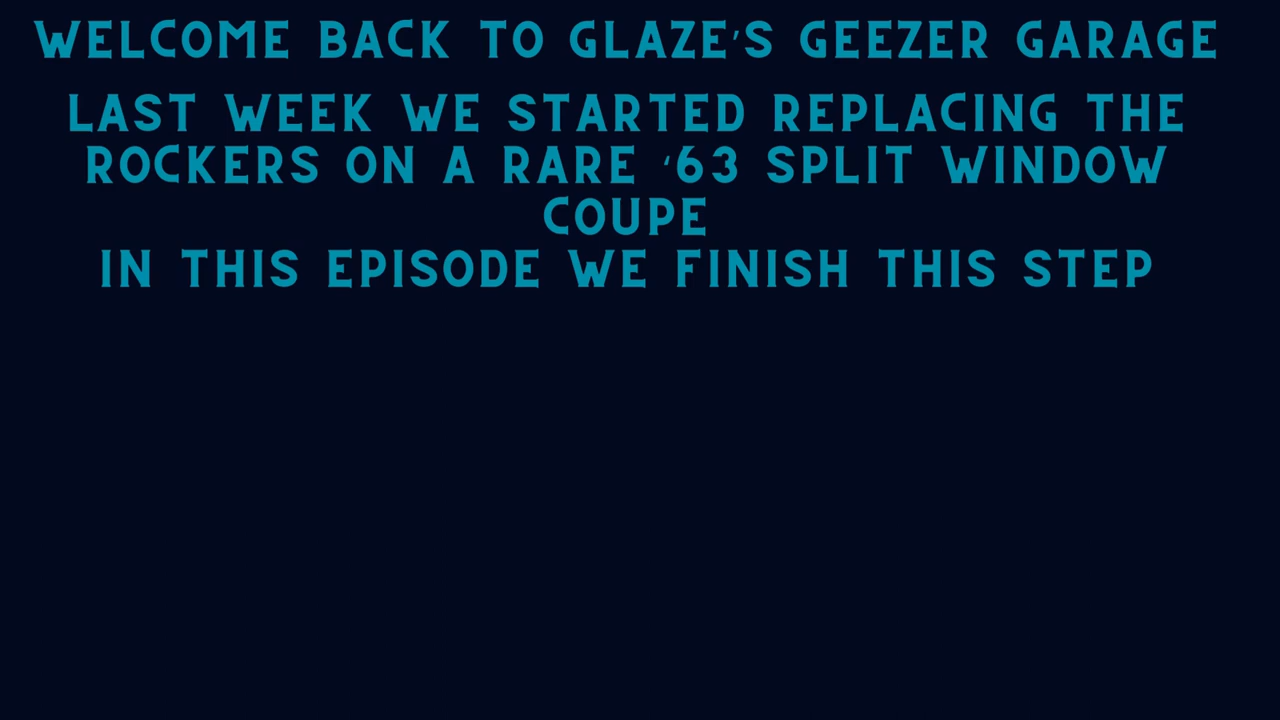 WELCOME BACK TO GLAZE'S GEEZER GARAGE
LAST WEEK WE STARTED REPLACING THE
ROCKERS ON A RARE ‘63 SPLIT WINDOW
COUPE
IN THIS EPISODE WE FINISH THIS STEP